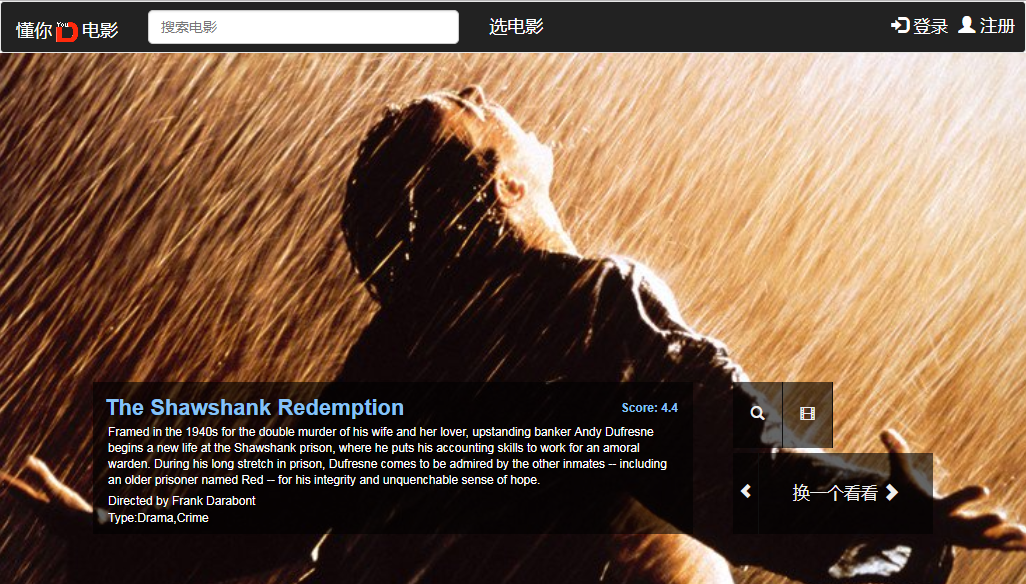 懂你 You D 电影
搜索电影
选电影
登录
注册
The Shawshank Redemption
Score: 4.4
Framed in the 1940s for the double murder of his wife and her lover, upstanding banker Andy Dufresne
begins a new life at the Shawshank prison, where he puts his accounting skills to work for an amoral
warden. During his long stretch in prison, Dufresne comes to be admired by the other inmates -- including
an older prisoner named Red -- for his integrity and unquenchable sense of hope.
Directed by Frank Darabont
Type:Drama,Crime
换一个看看